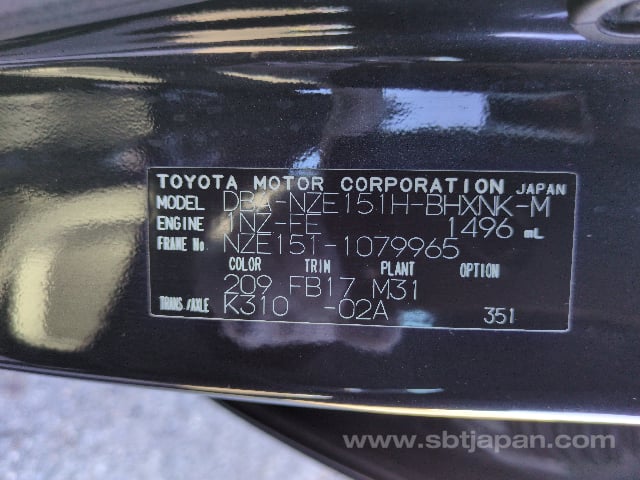 TOYOTA MOTOR CORPORATION JAPAN
MODEL DBA-NZE151H-BHXNK-M
ENGINE 1NZ-FE 1496 mL
FRAME No. NZE151-1079965
COLOR TRIM PLANT OPTION
209 FB17 M31
TRANS./AXLE K310 -02A 351
www.sbtjapan.com